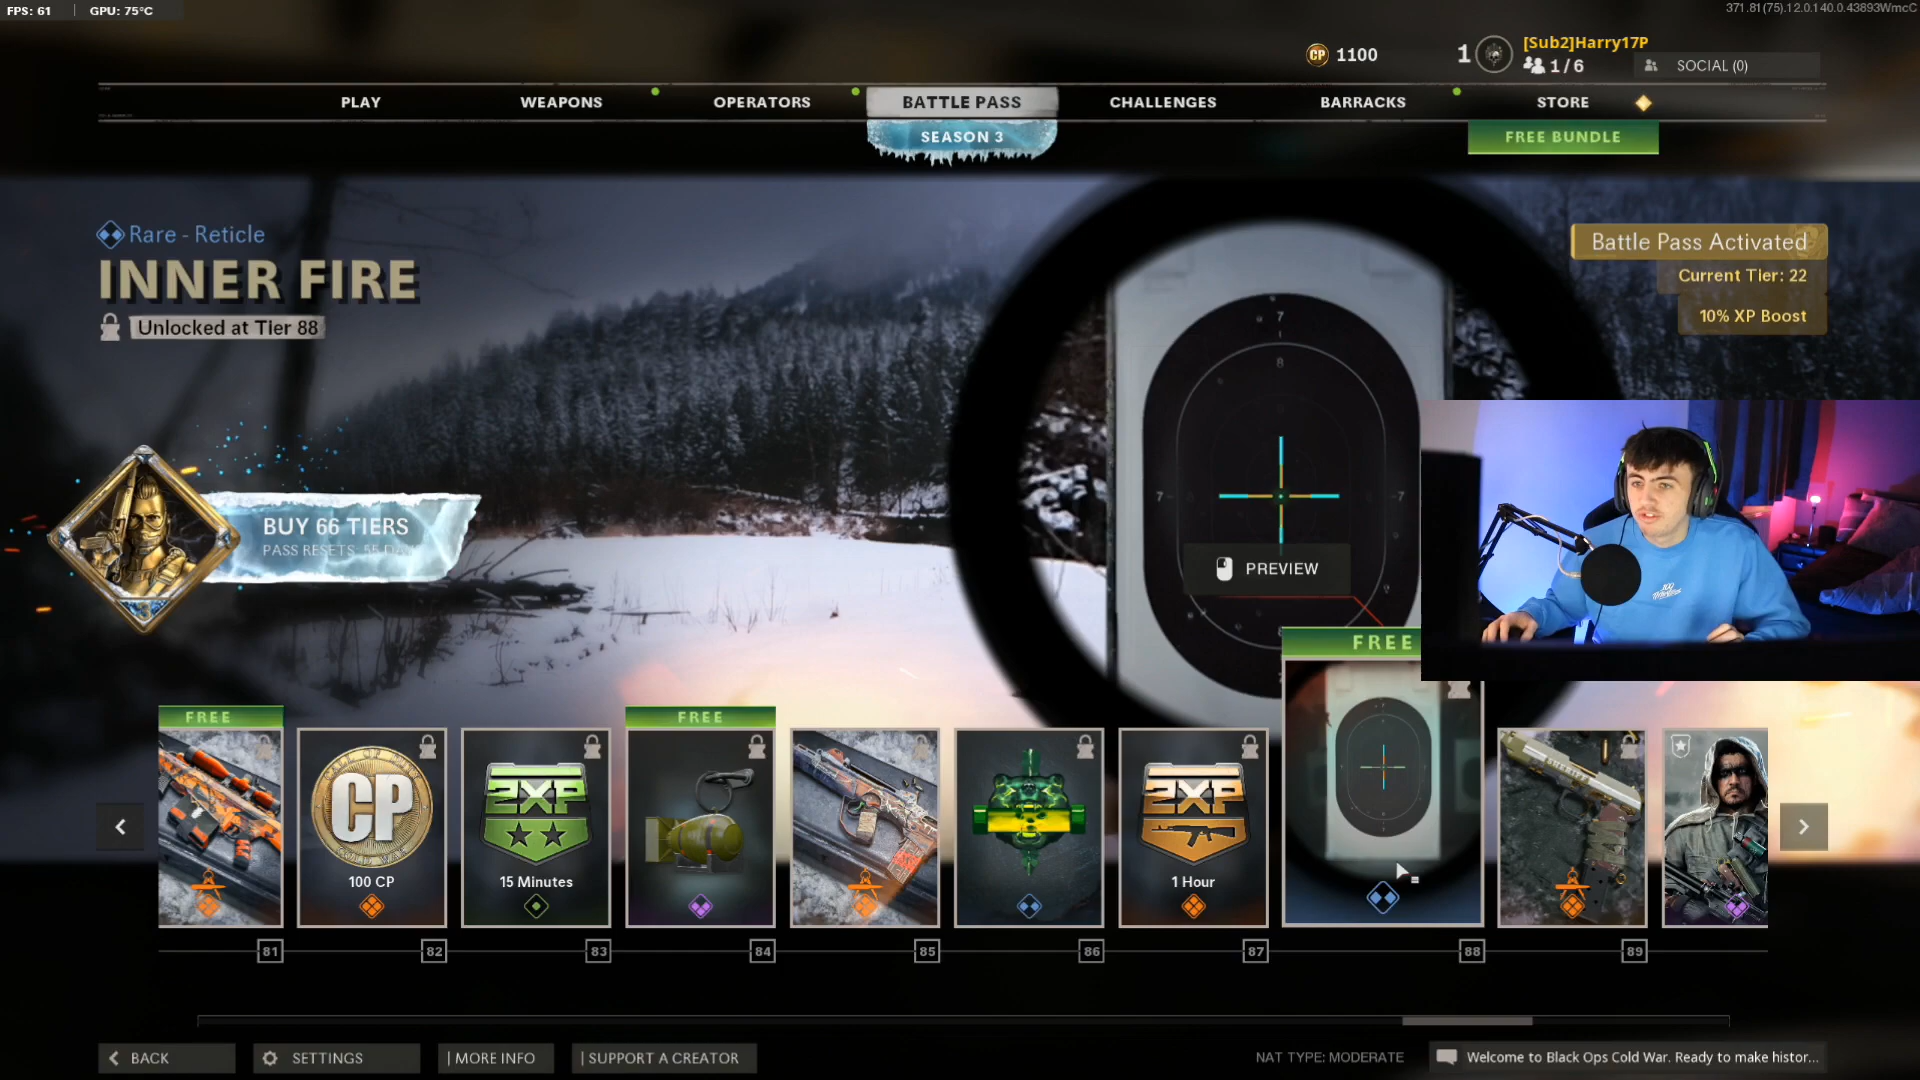 FPS: 61 | GPU: 75°C
371.81(75).12.0.140.0.43893WmcC
CP 1100
1 [Sub2]Harry17P
1 / 6
SOCIAL (0)
PLAY WEAPONS OPERATORS BATTLE PASS CHALLENGES BARRACKS STORE
SEASON 3
FREE BUNDLE
Rare - Reticle
INNER FIRE
Unlocked at Tier 88
Battle Pass Activated
Current Tier: 22
10% XP Boost
BUY 66 TIERS
PASS RESETS: 55
PREVIEW
FREE
FREE
FREE
CP
100 CP
2XP
15 Minutes
2XP
1 Hour
SHERIFF
81 82 83 84 85 86 87 88 89
BACK
SETTINGS
| MORE INFO
| SUPPORT A CREATOR
NAT TYPE: MODERATE
Welcome to Black Ops Cold War. Ready to make histor...